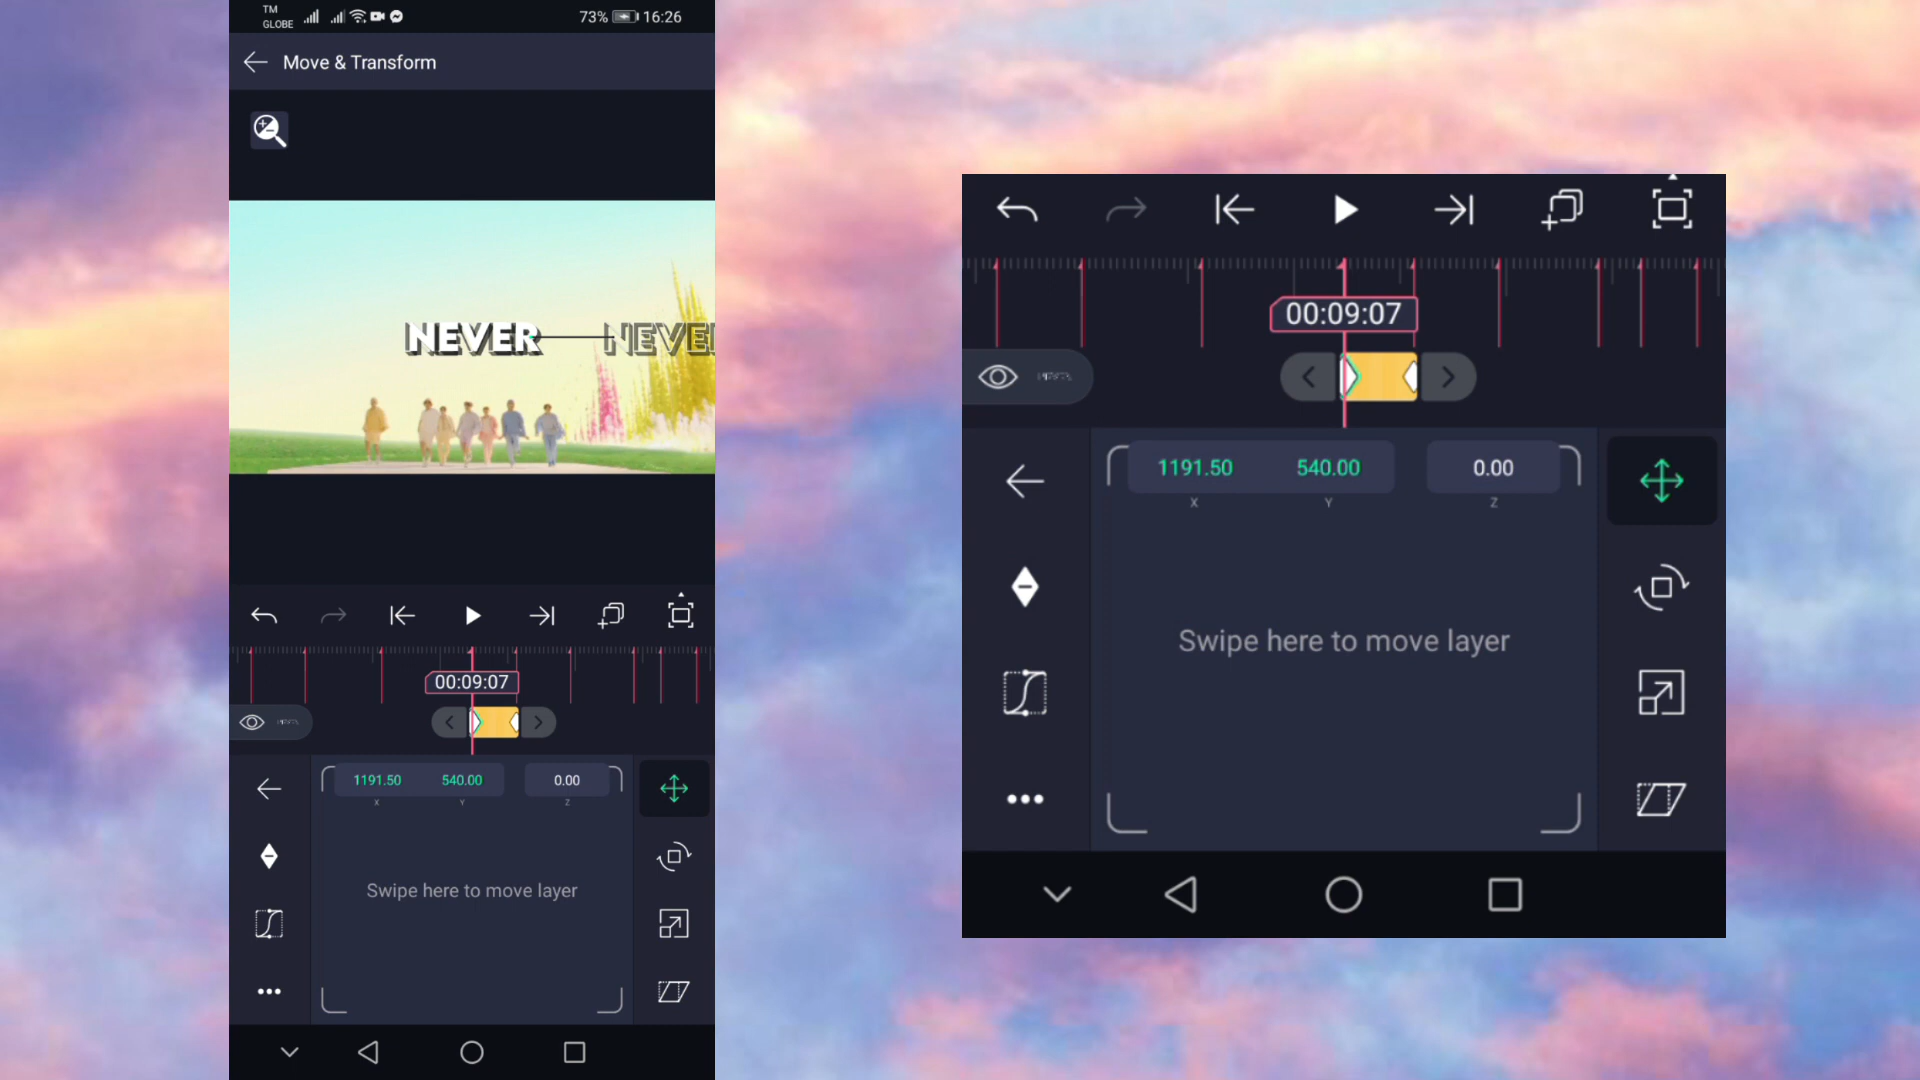 TM
GLOBE
73% 16:26
Move & Transform
NEVER NEVE
00:09:07
1191.50 540.00 0.00
X Y Z
Swipe here to move layer
00:09:07
1191.50 540.00 0.00
X Y Z
Swipe here to move layer